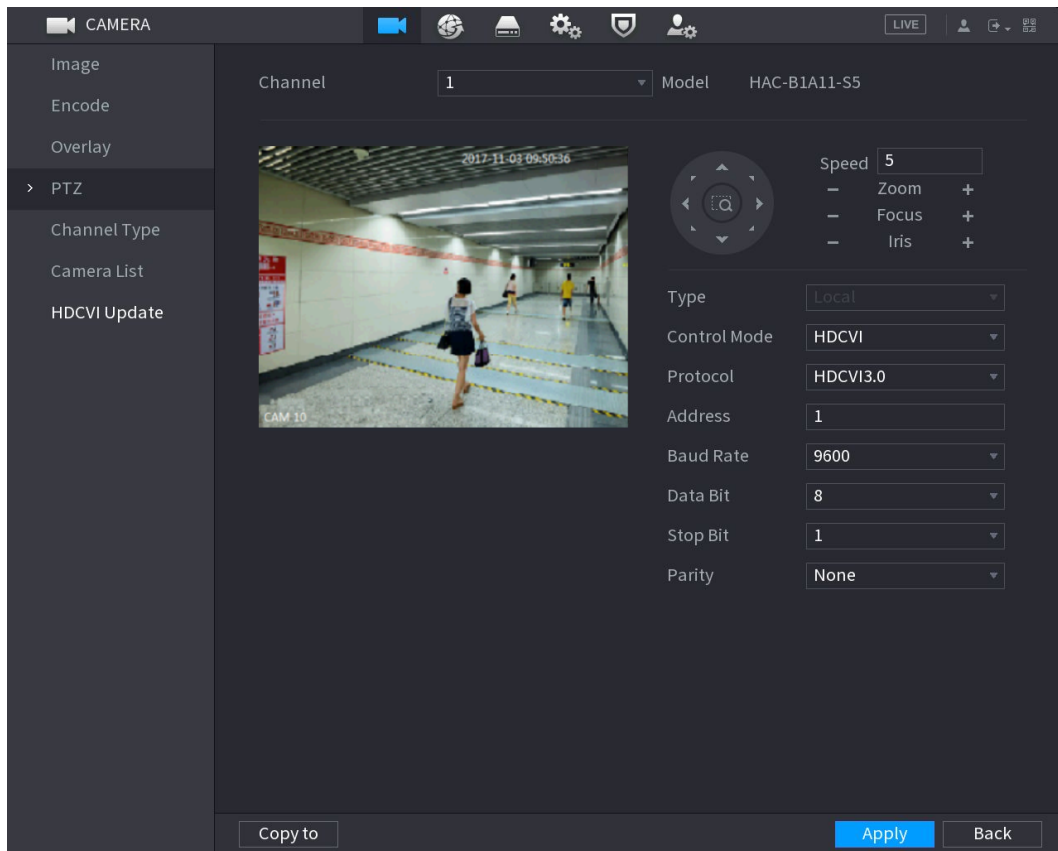 CAMERA
LIVE
Image
Encode
Overlay
PTZ
Channel Type
Camera List
HDCVI Update
Channel 1 Model HAC-B1A11-S5
2017-11-03 09:50:36
CAM 10
Speed 5
− Zoom +
− Focus +
− Iris +
Type Local
Control Mode HDCVI
Protocol HDCVI3.0
Address 1
Baud Rate 9600
Data Bit 8
Stop Bit 1
Parity None
Copy to Apply Back